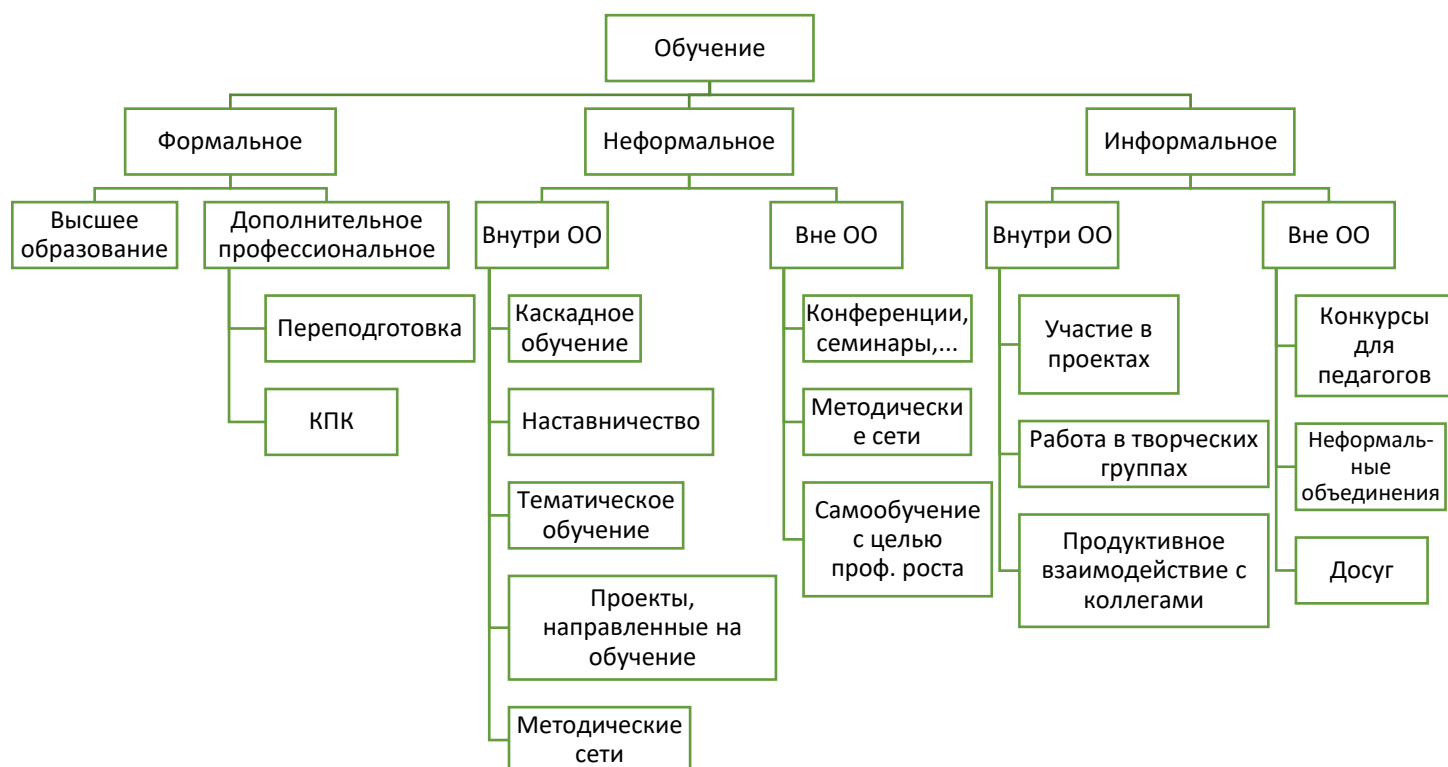 Обучение
Формальное
Неформальное
Информальное
Высшее
образование
Дополнительное
профессиональное
Внутри ОО
Вне ОО
Внутри ОО
Вне ОО
Переподготовка
КПК
Каскадное
обучение
Наставничество
Тематическое
обучение
Проекты,
направленные на
обучение
Методические
сети
Конференции,
семинары,...
Методически
е сети
Самообучение
с целью
проф. роста
Участие в
проектах
Работа в творческих
группах
Продуктивное
взаимодействие с
коллегами
Конкурсы
для
педагогов
Неформаль-
ные
объединения
Досуг